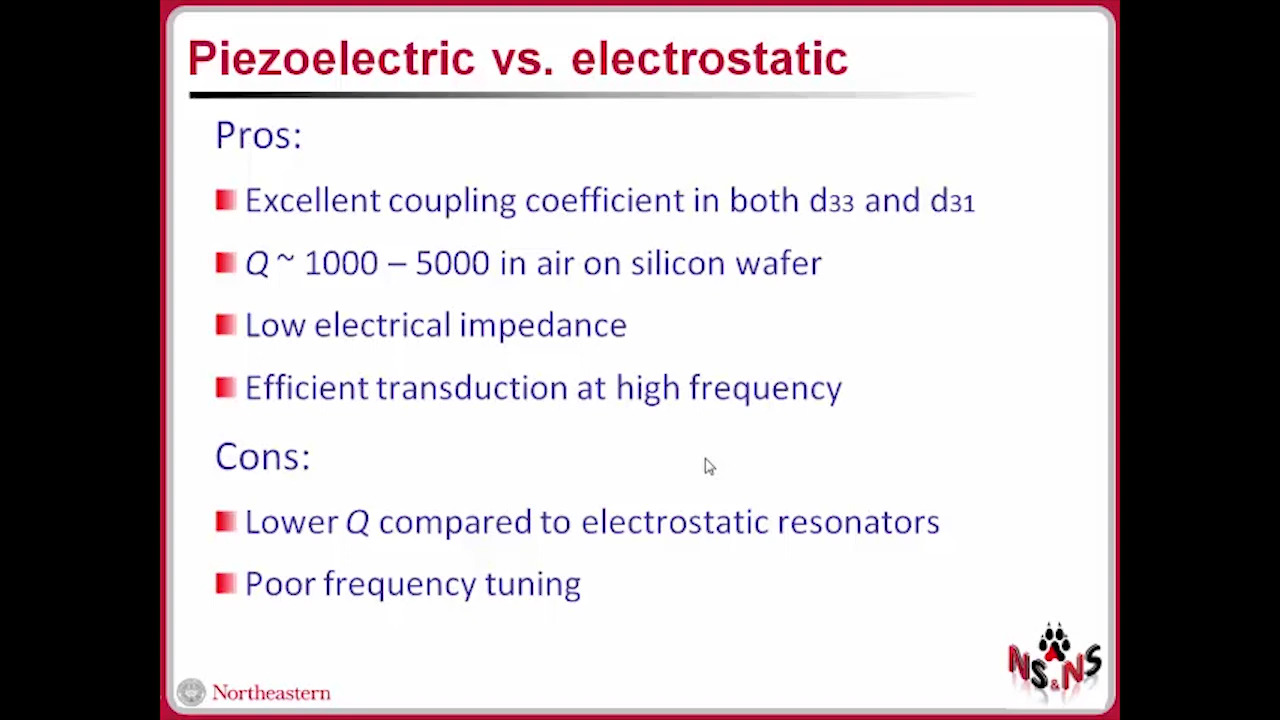 Piezoelectric vs. electrostatic
Pros:
Excellent coupling coefficient in both d33 and d31
Q ~ 1000 – 5000 in air on silicon wafer
Low electrical impedance
Efficient transduction at high frequency
Cons:
Lower Q compared to electrostatic resonators
Poor frequency tuning
Northeastern
NS&NS